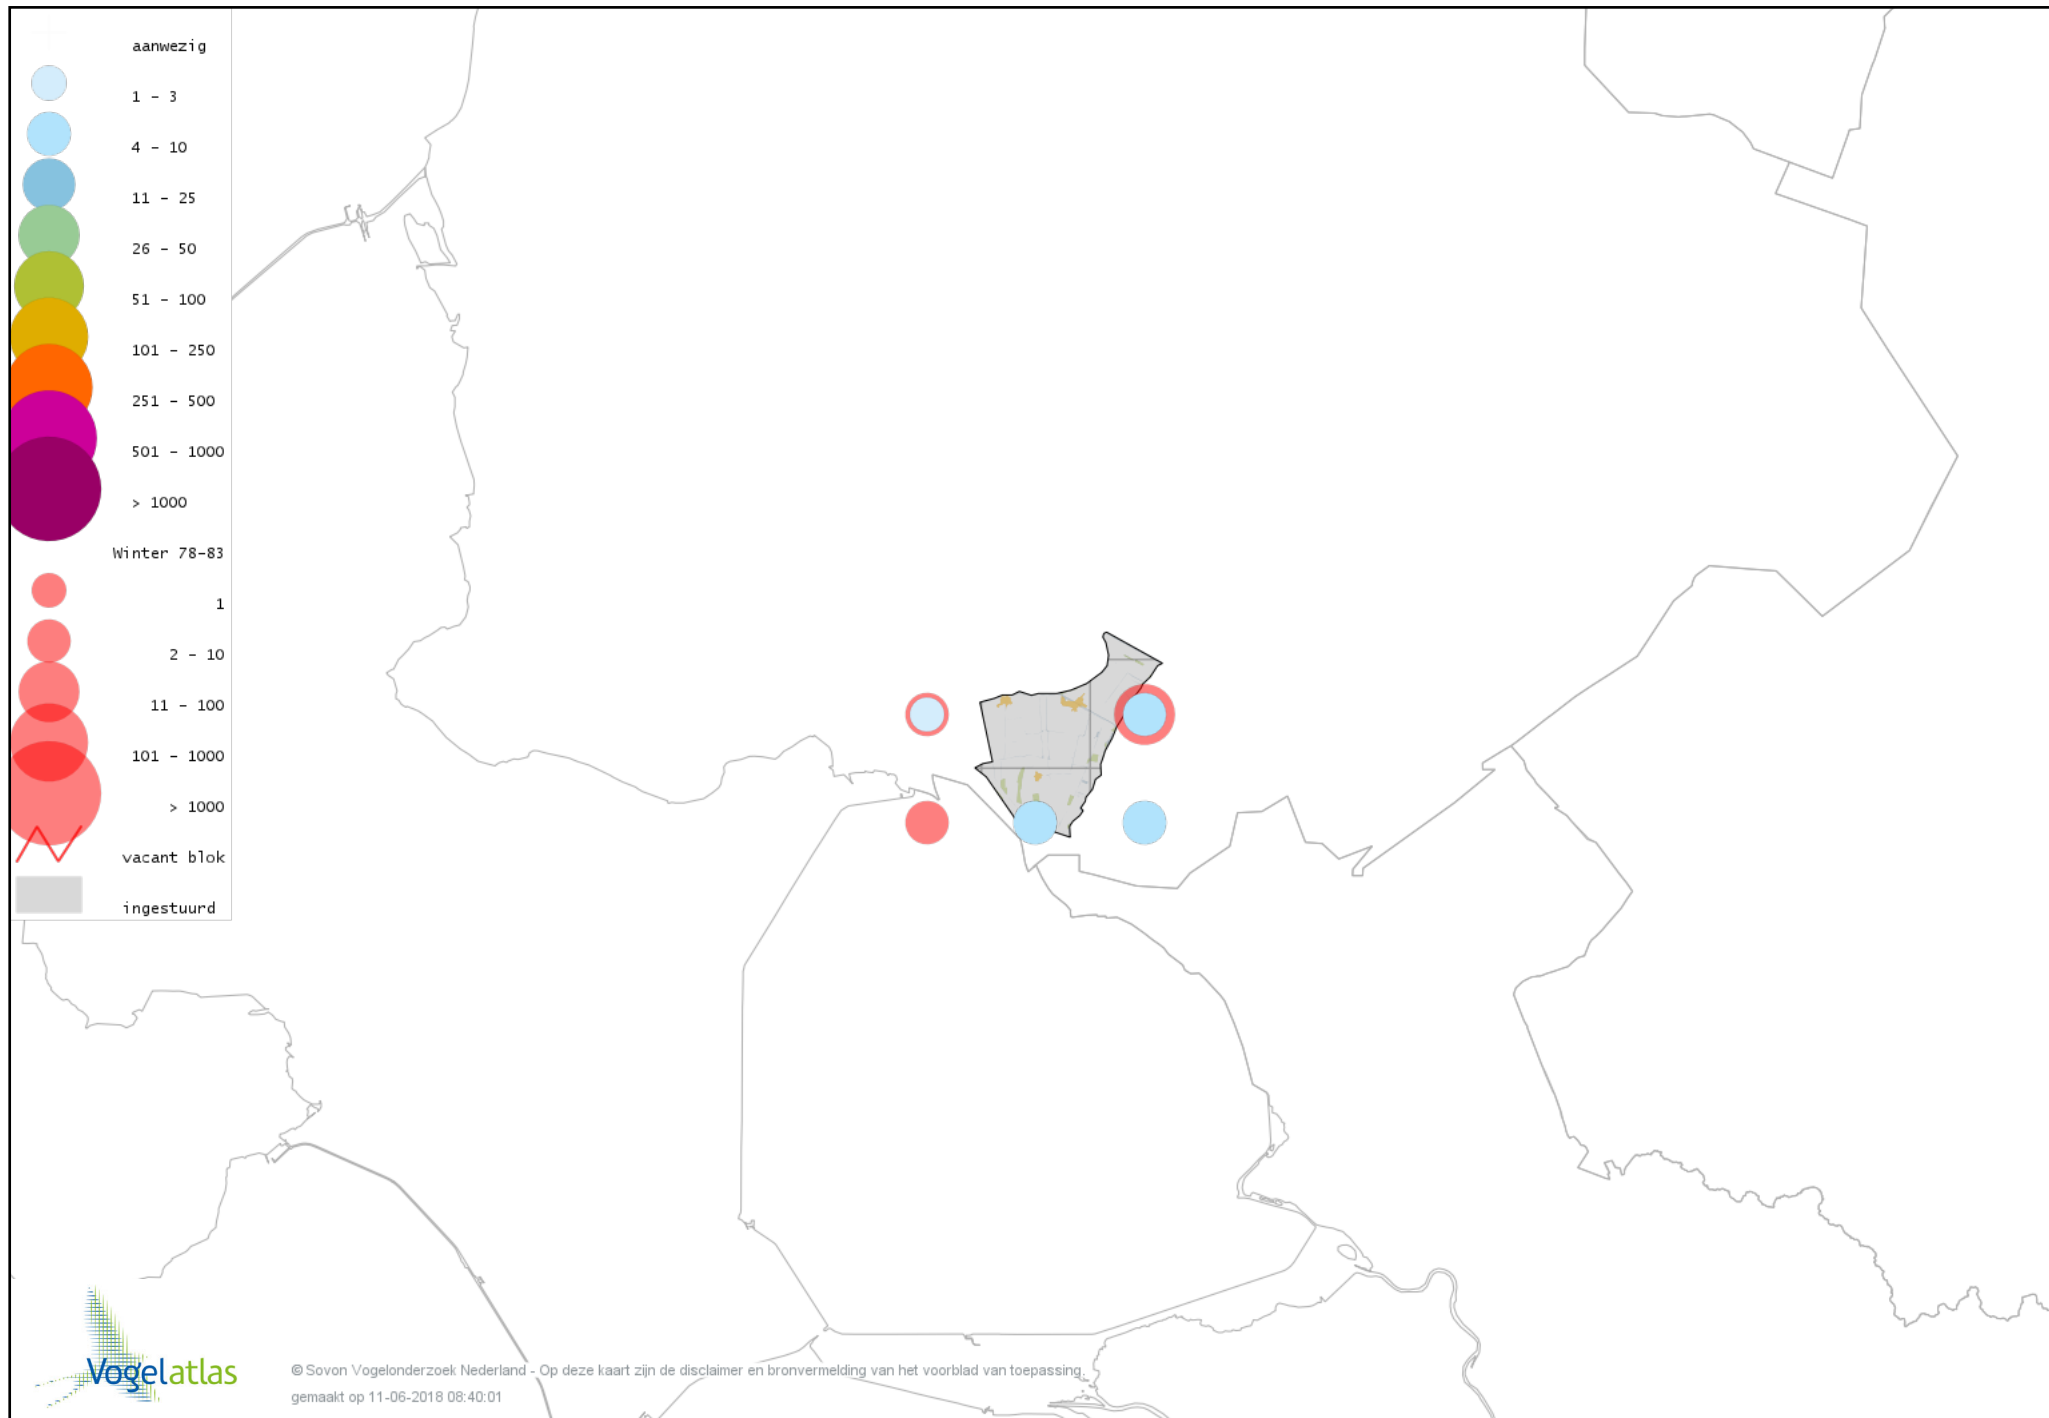 aanwezig
1 - 3
4 - 10
11 - 25
26 - 50
51 - 100
101 - 250
251 - 500
501 - 1000
> 1000
Winter 78-83
1
2 - 10
11 - 100
101 - 1000
> 1000
vacant blok
ingestuurd
Vogelatlas
© Sovon Vogelonderzoek Nederland - Op deze kaart zijn de disclaimer en bronvermelding van het voorblad van toepassing.
gemaakt op 11-06-2018 08:40:01